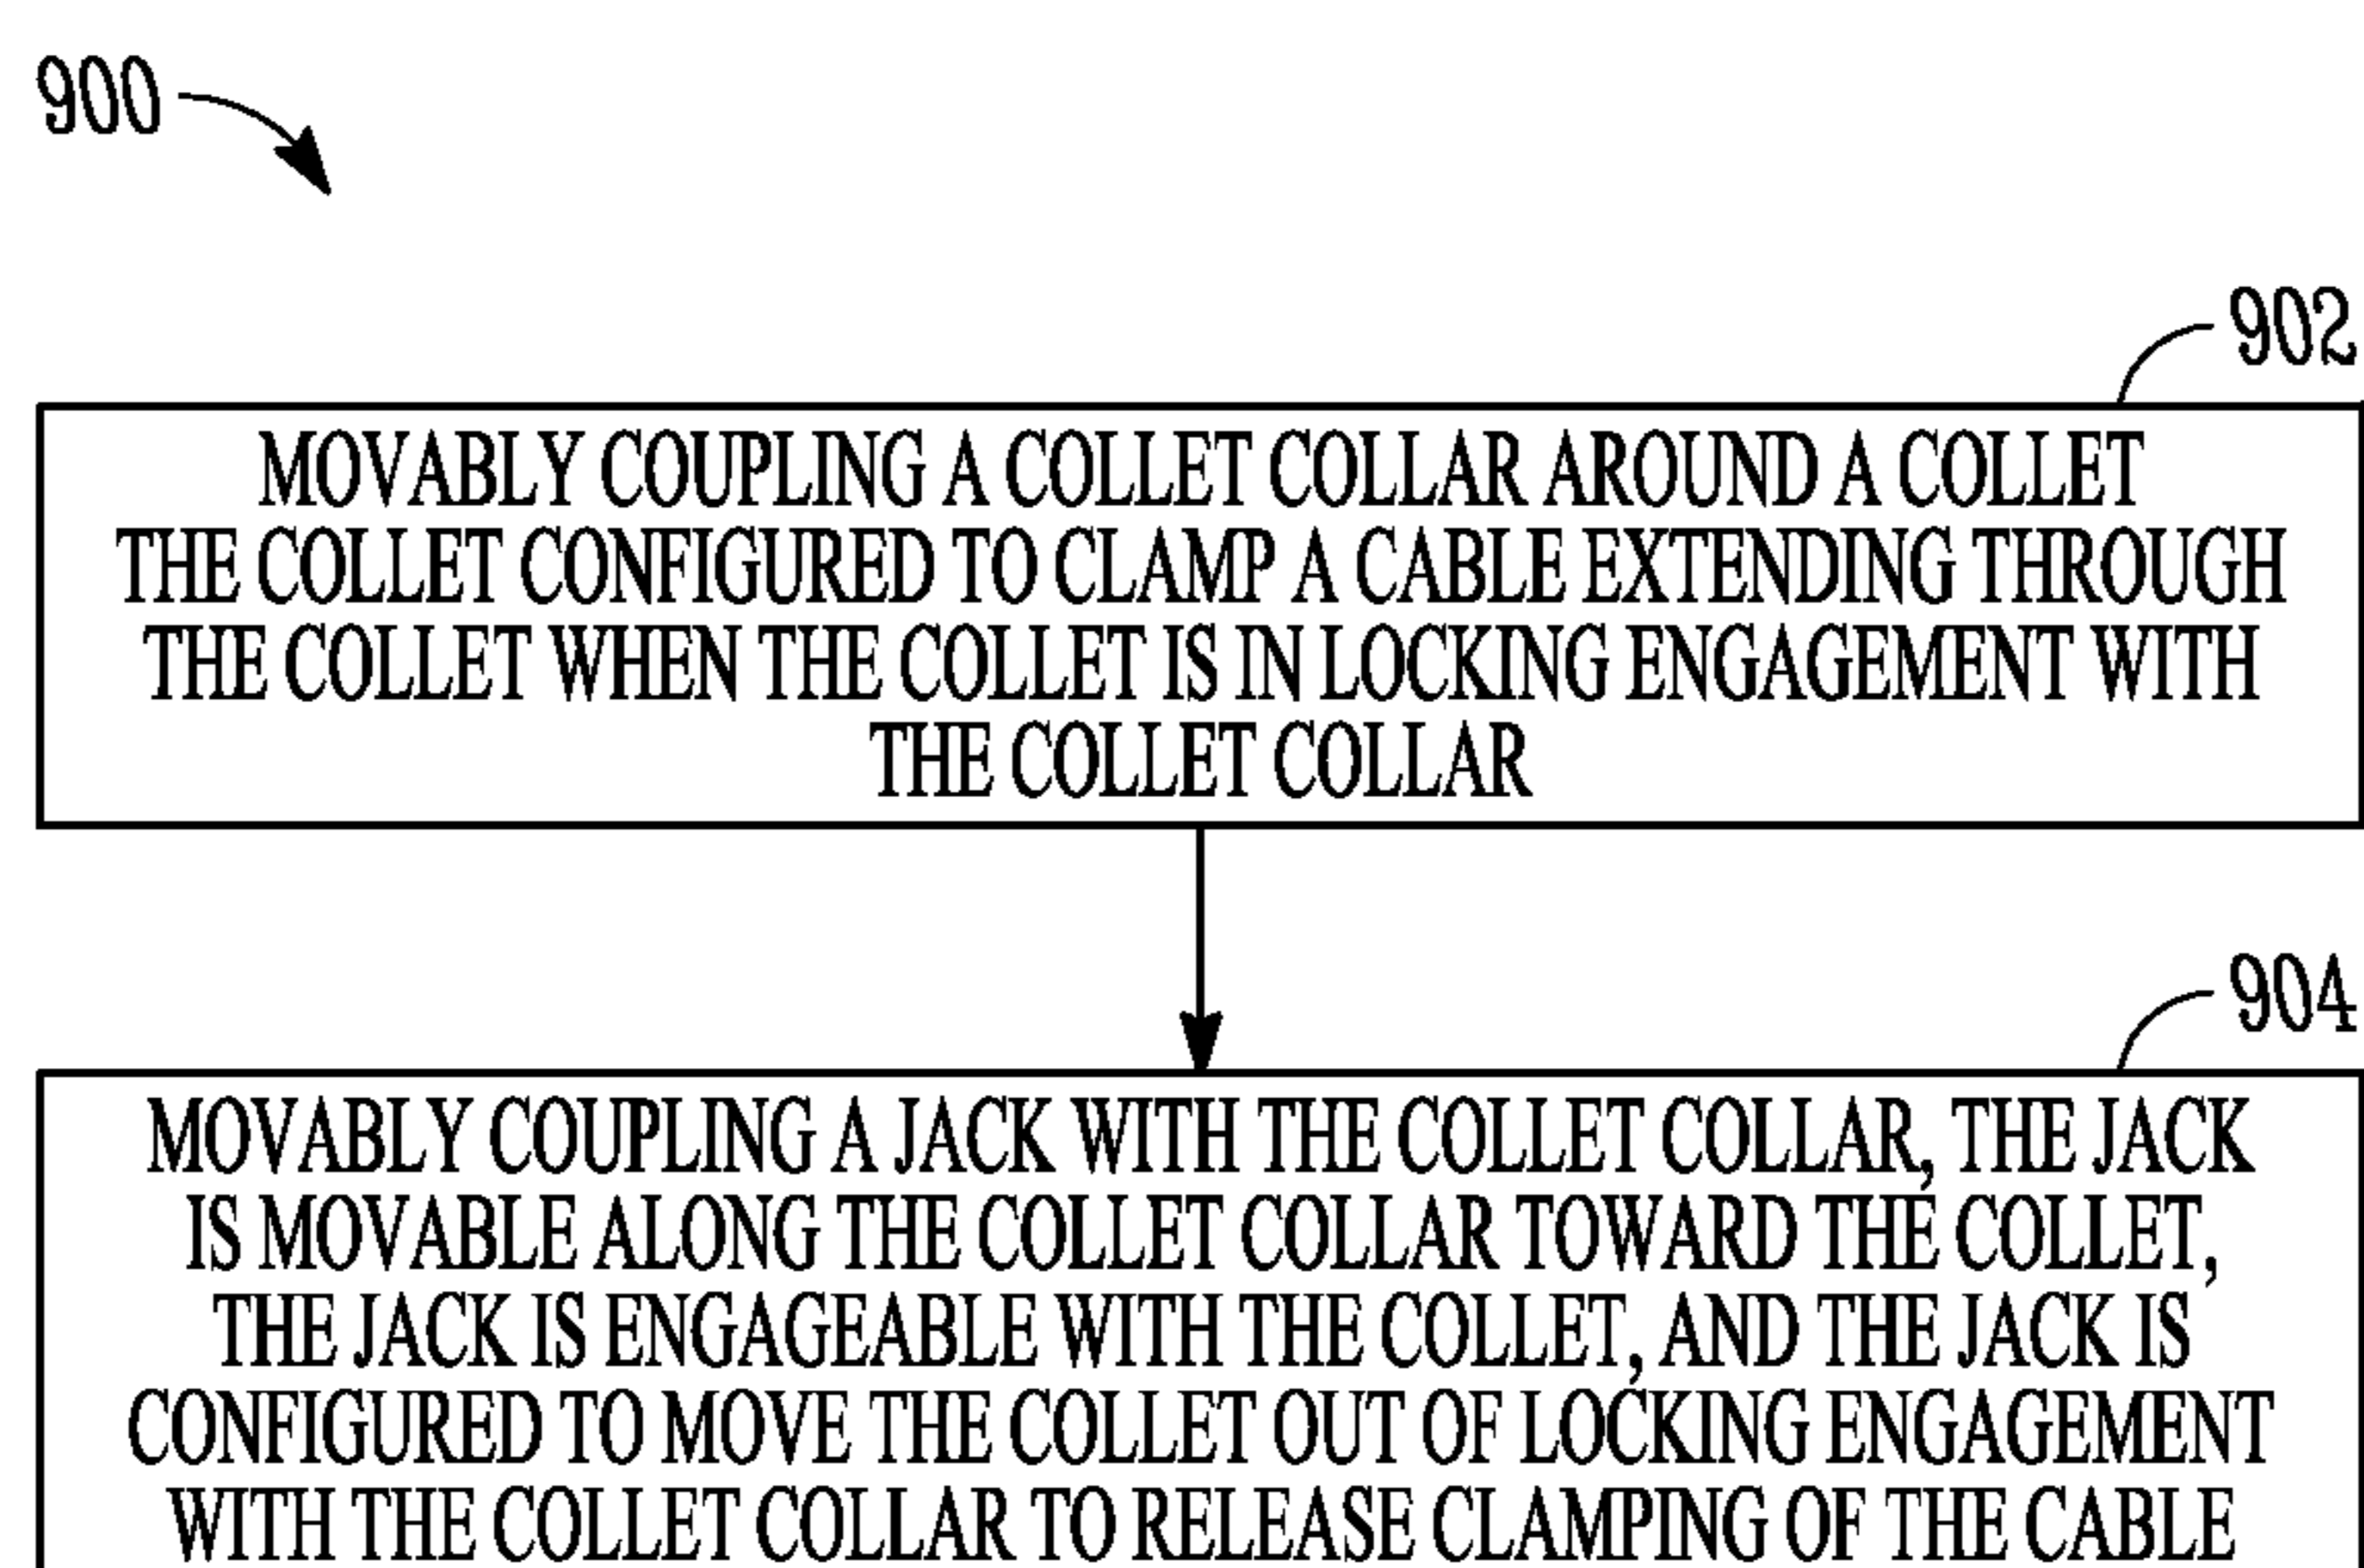 900
902
MOVABLY COUPLING A COLLET COLLAR AROUND A COLLET
THE COLLET CONFIGURED TO CLAMP A CABLE EXTENDING THROUGH
THE COLLET WHEN THE COLLET IS IN LOCKING ENGAGEMENT WITH
THE COLLET COLLAR
904
MOVABLY COUPLING A JACK WITH THE COLLET COLLAR, THE JACK
IS MOVABLE ALONG THE COLLET COLLAR TOWARD THE COLLET,
THE JACK IS ENGAGEABLE WITH THE COLLET, AND THE JACK IS
CONFIGURED TO MOVE THE COLLET OUT OF LOCKING ENGAGEMENT
WITH THE COLLET COLLAR TO RELEASE CLAMPING OF THE CABLE